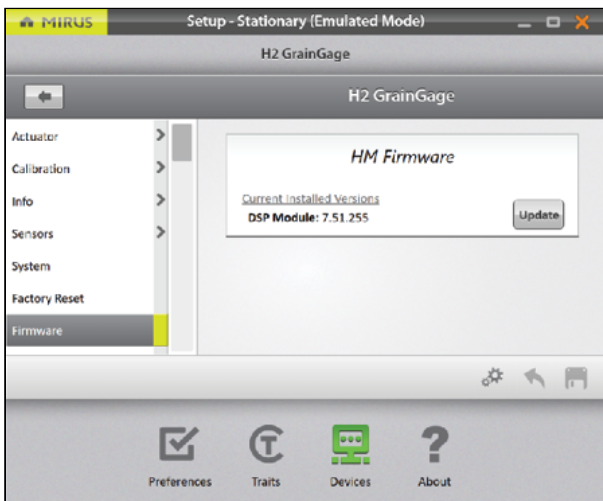 MIRUS
Setup - Stationary (Emulated Mode)
H2 GrainGage
H2 GrainGage
Actuator
Calibration
Info
Sensors
System
Factory Reset
Firmware
HM Firmware
Current Installed Versions
DSP Module: 7.51.255
Update
Preferences
Traits
Devices
About